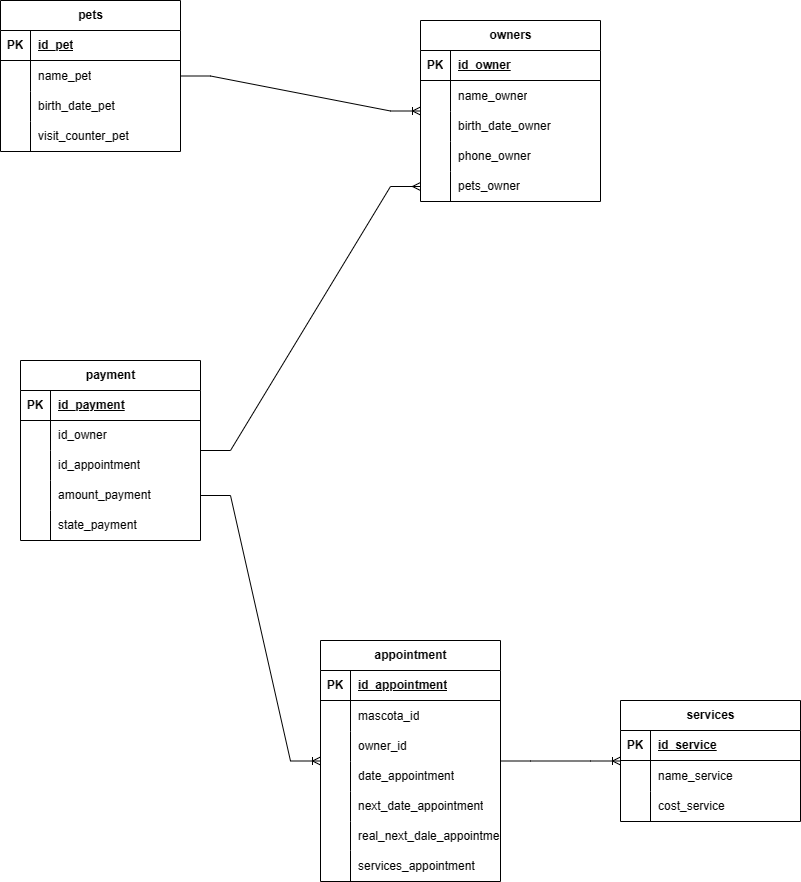 pets
PK id_pet
name_pet
birth_date_pet
visit_counter_pet
owners
PK id_owner
name_owner
birth_date_owner
phone_owner
pets_owner
payment
PK id_payment
id_owner
id_appointment
amount_payment
state_payment
appointment
PK id_appointment
mascota_id
owner_id
date_appointment
next_date_appointment
real_next_dale_appointme
services_appointment
services
PK id_service
name_service
cost_service